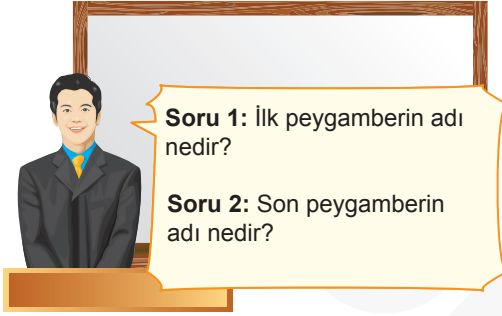 Soru 1: İlk peygamberin adı
nedir?
Soru 2: Son peygamberin
adı nedir?